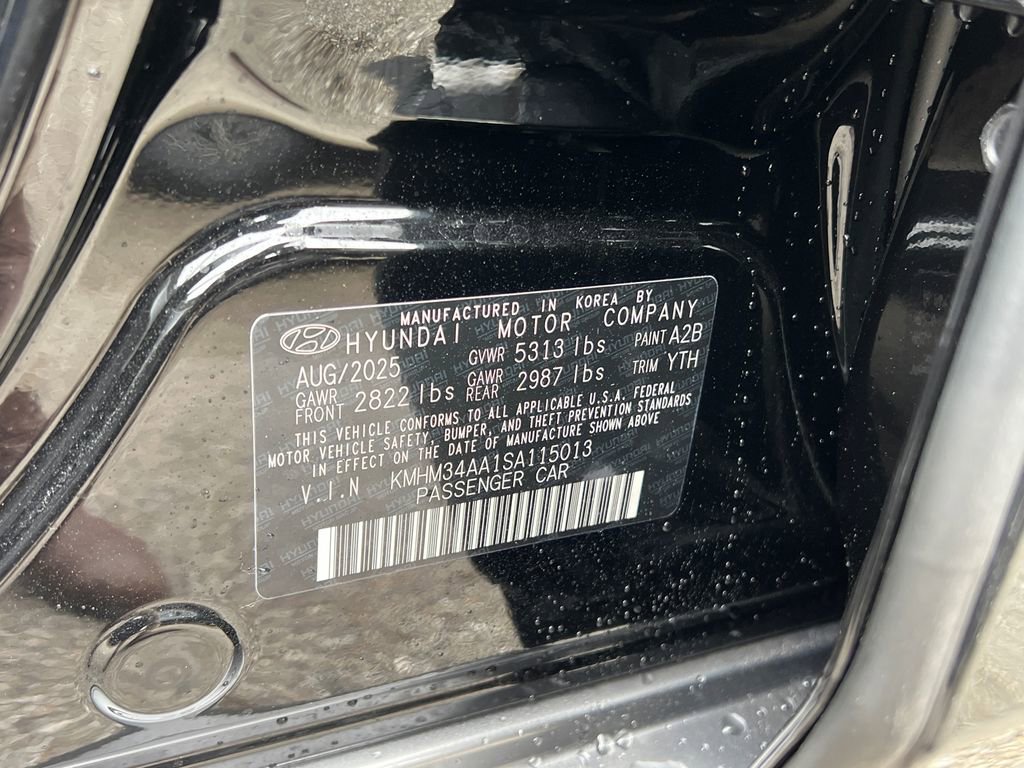 MANUFACTURED IN KOREA BY
HYUNDAI MOTOR COMPANY
AUG/2025 GVWR 5313 lbs PAINT A2B
GAWR FRONT 2822 lbs GAWR REAR 2987 lbs TRIM YTH
THIS VEHICLE CONFORMS TO ALL APPLICABLE U.S.A. FEDERAL
MOTOR VEHICLE SAFETY, BUMPER, AND THEFT PREVENTION STANDARDS
IN EFFECT ON THE DATE OF MANUFACTURE SHOWN ABOVE
V.I.N KMHM34AA1SA115013
PASSENGER CAR